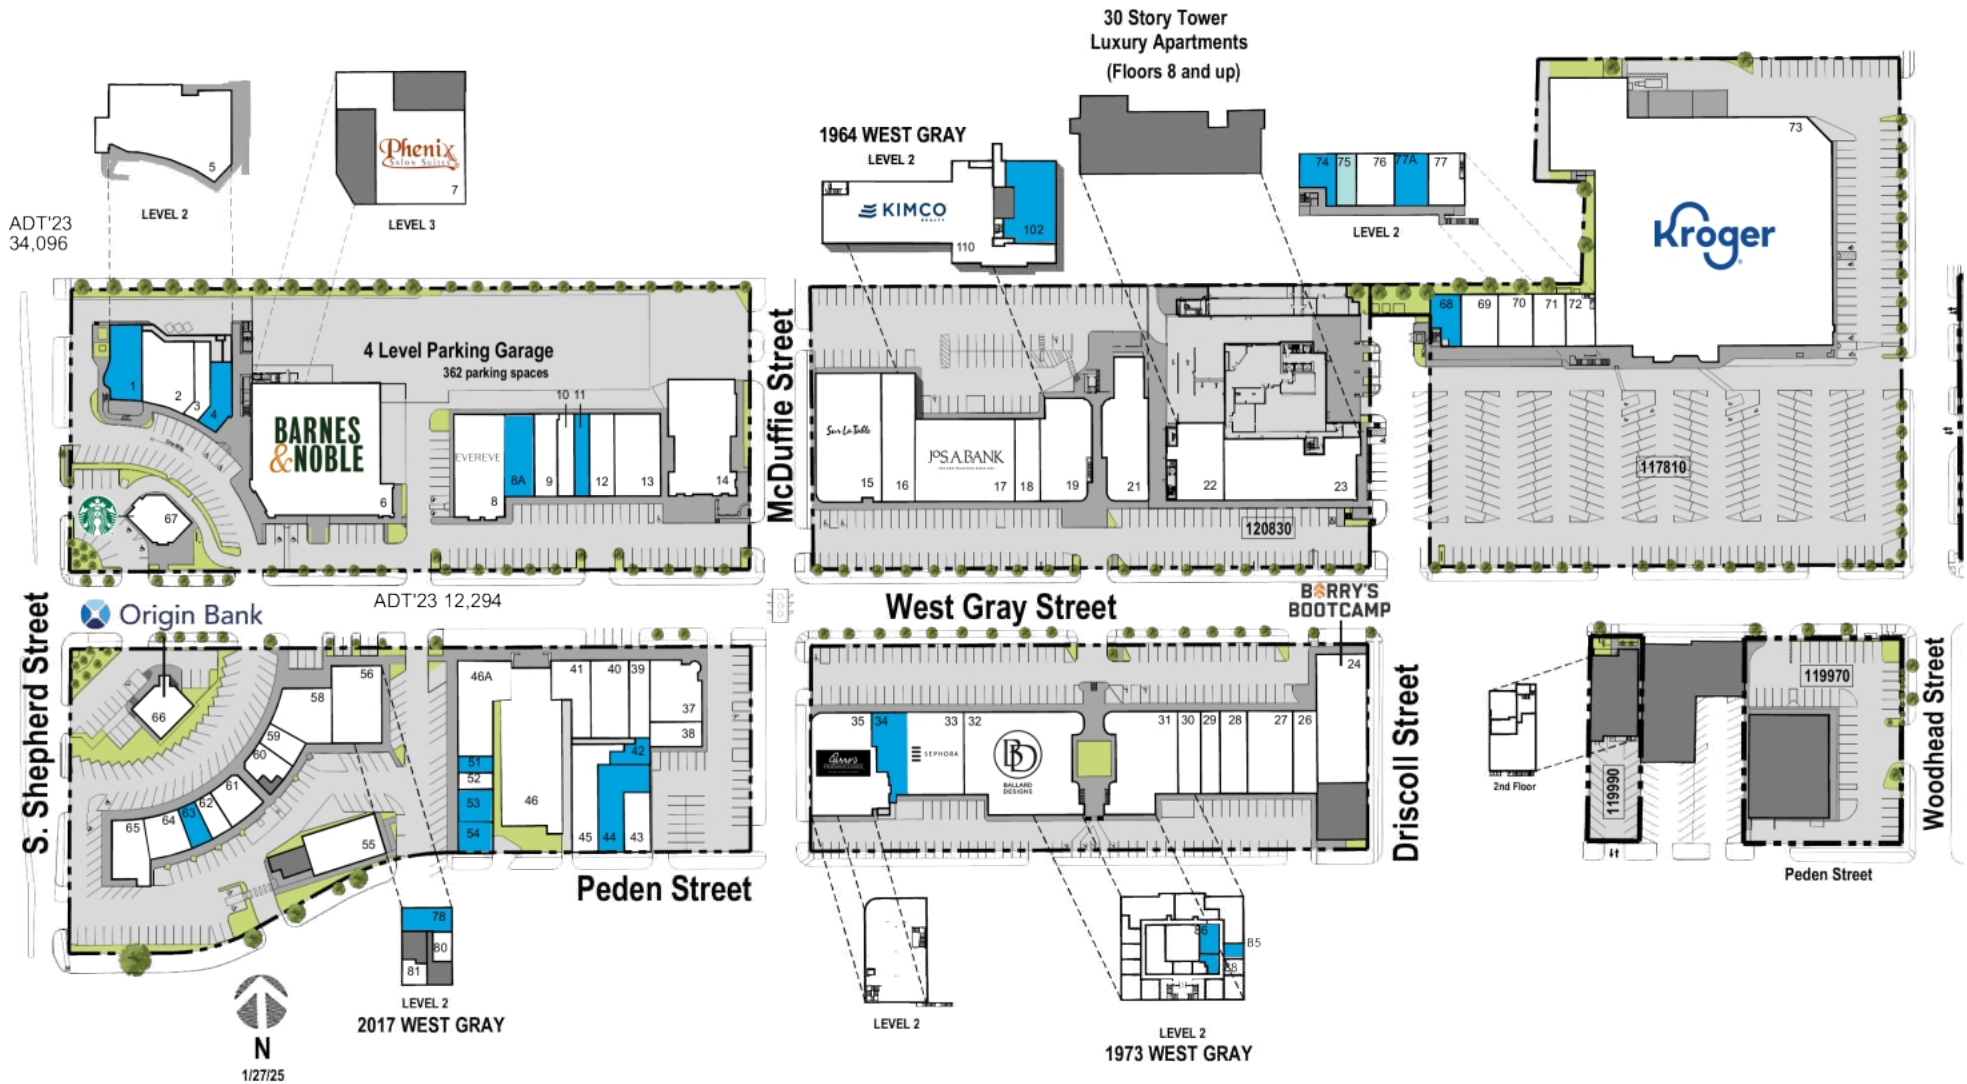 30 Story Tower
Luxury Apartments
(Floors 8 and up)
5
LEVEL 2
Phenix
Salon Suites
7
LEVEL 3
ADT'23
34,096
1964 WEST GRAY
LEVEL 2
KIMCO
REALTY
110
102
74
75
76
77A
77
LEVEL 2
73
Kroger
68
69
70
71
72
117810
1
2
3
4
4 Level Parking Garage
362 parking spaces
BARNES
&NOBLE
6
67
EVEREVE
8
8A
9
10
11
12
13
14
McDuffie Street
Sur La Table
15
16
JoS.A.BANK
17
18
19
21
22
23
120830
ADT'23 12,294
West Gray Street
BARRY'S
BOOTCAMP
S. Shepherd Street
Origin Bank
66
56
58
59
60
61
62
63
64
65
55
46A
51
52
53
54
46
41
40
39
37
38
42
45
44
43
Peden Street
35
34
33
SEPHORA
32
BD
BALLARD
DESIGNS
31
30
29
28
27
26
24
Driscoll Street
2nd Floor
119990
119970
Woodhead Street
Peden Street
78
80
81
LEVEL 2
2017 WEST GRAY
LEVEL 2
86
85
88
LEVEL 2
1973 WEST GRAY
N
1/27/25